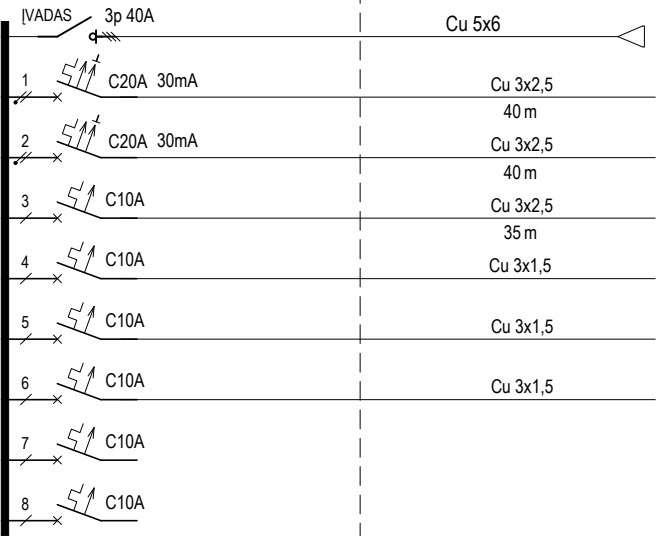 ĮVADAS 3p 40A Cu 5x6
1 C20A 30mA Cu 3x2,5
40 m
2 C20A 30mA Cu 3x2,5
40 m
3 C10A Cu 3x2,5
35 m
4 C10A Cu 3x1,5
5 C10A Cu 3x1,5
6 C10A Cu 3x1,5
7 C10A
8 C10A